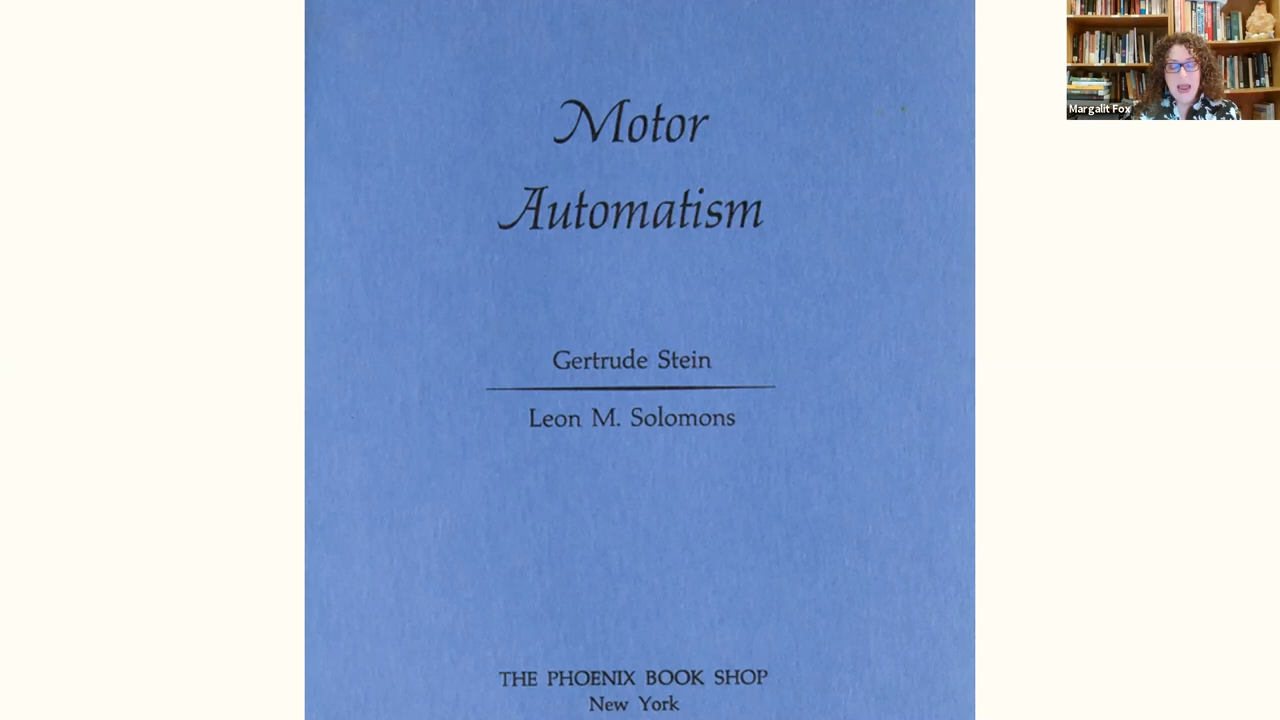 Motor
Automatism
Gertrude Stein
Leon M. Solomons
THE PHOENIX BOOK SHOP
New York
Margalit Fox